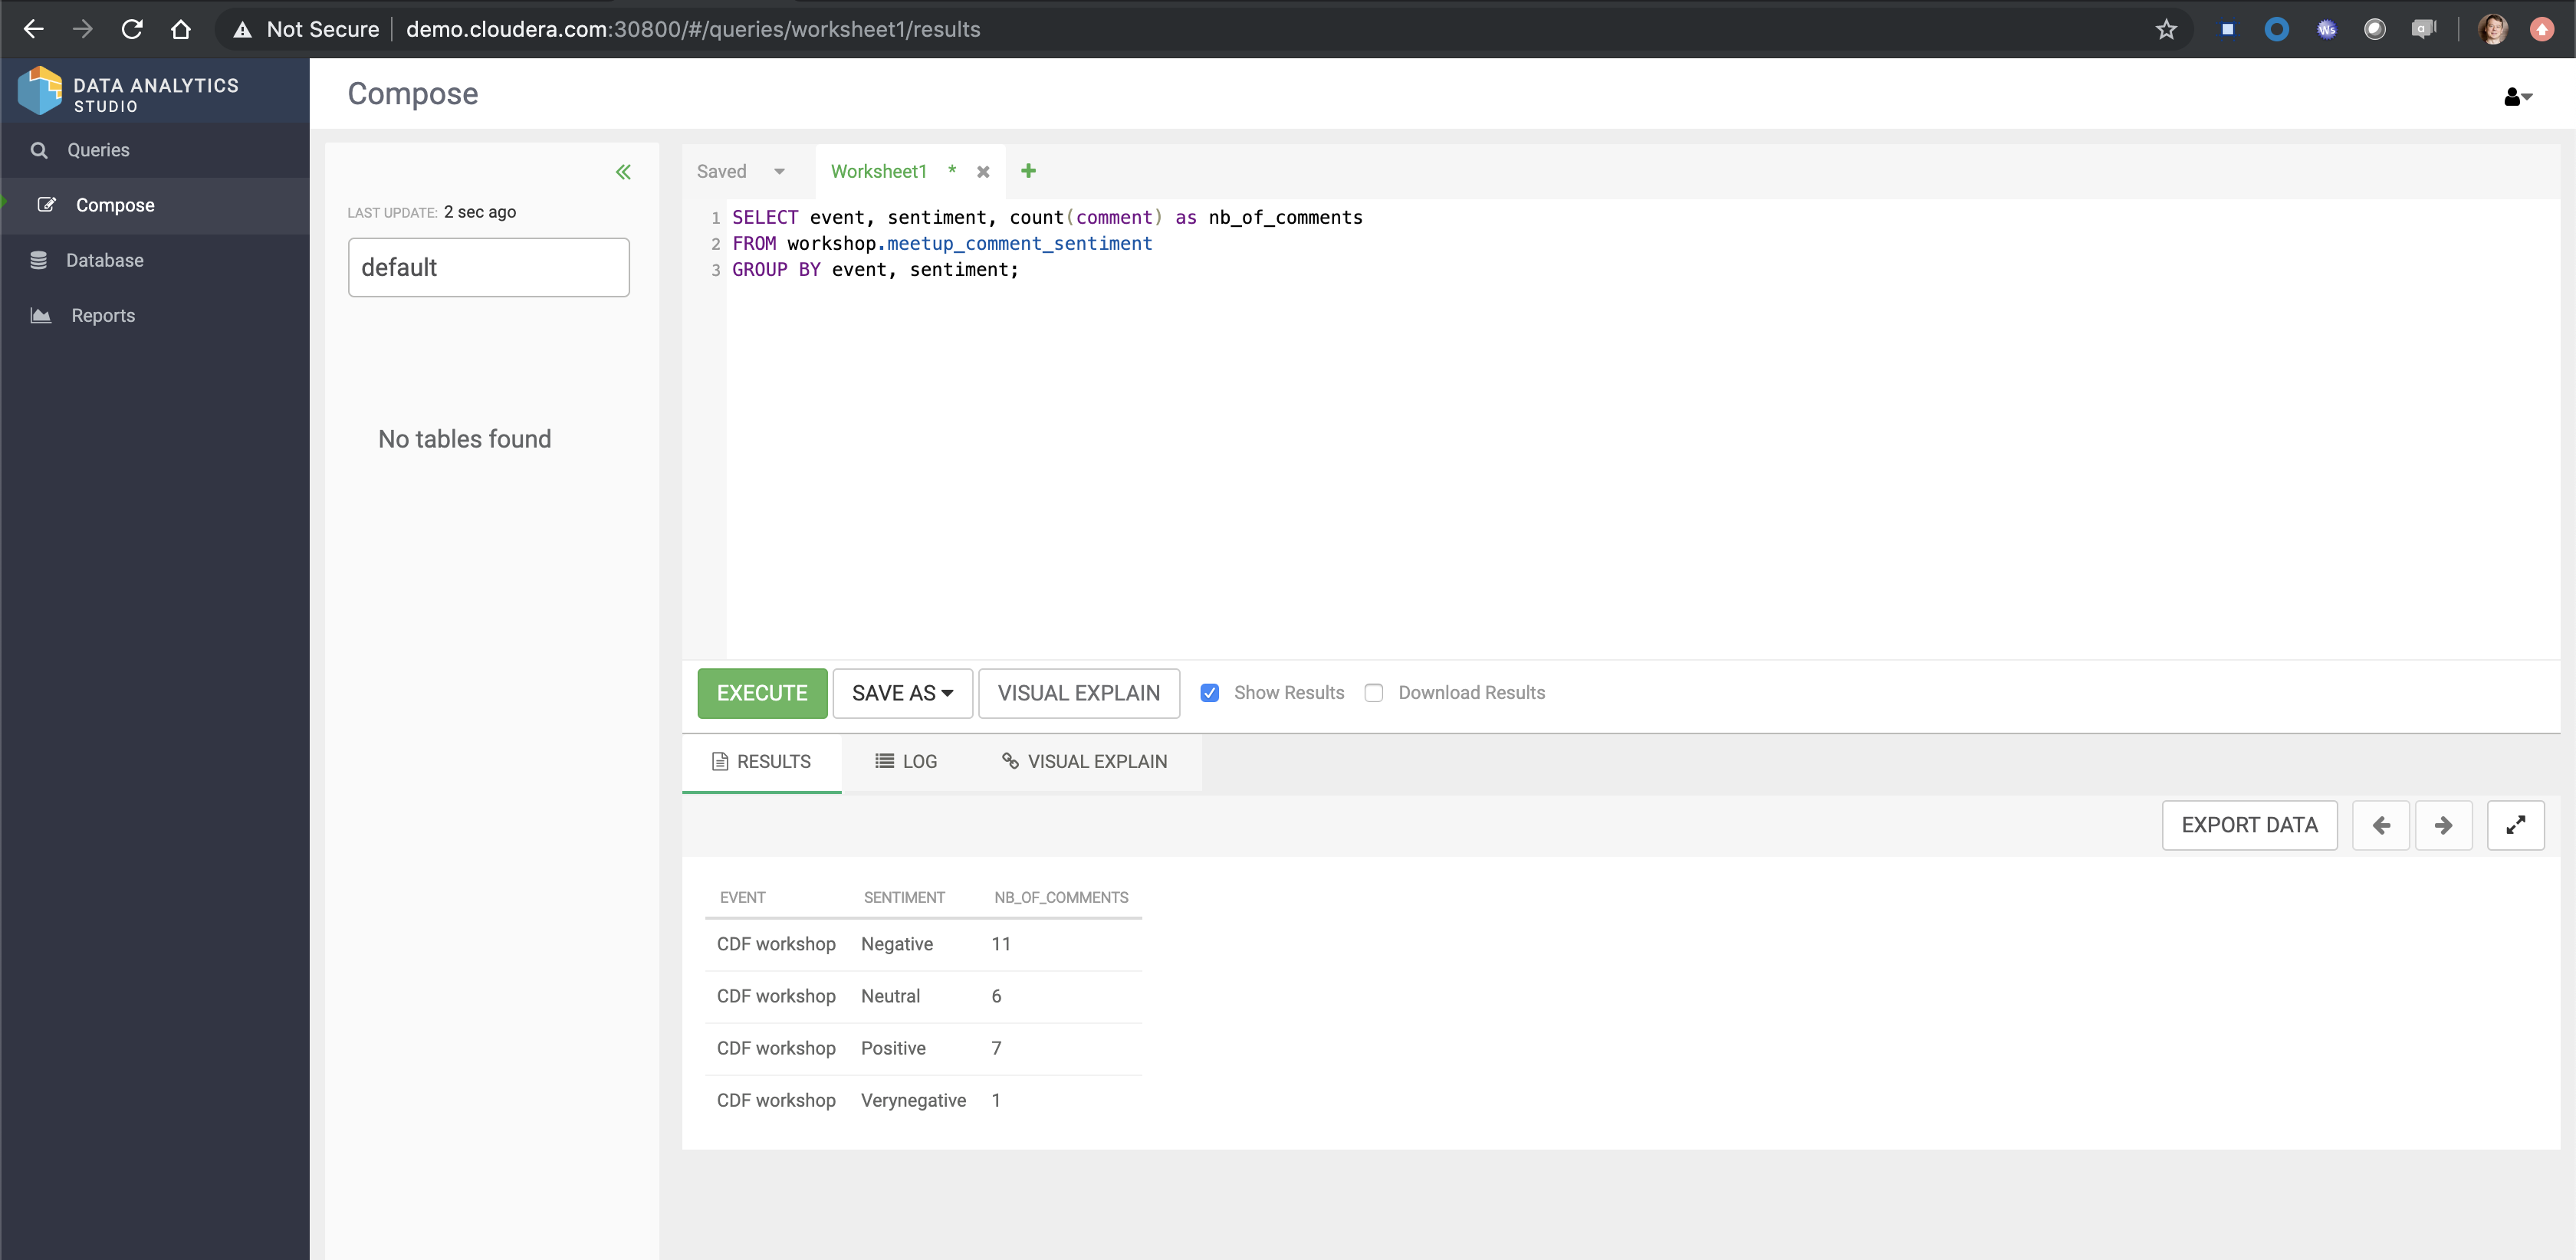 Not Secure demo.cloudera.com:30800/#/queries/worksheet1/results
Ws
a
DATA ANALYTICS
STUDIO
Compose
Queries
Compose
Database
Reports
LAST UPDATE: 2 sec ago
default
No tables found
Saved Worksheet1 *
1 SELECT event, sentiment, count(comment) as nb_of_comments
2 FROM workshop.meetup_comment_sentiment
3 GROUP BY event, sentiment;
EXECUTE SAVE AS VISUAL EXPLAIN Show Results Download Results
RESULTS LOG VISUAL EXPLAIN
EXPORT DATA
EVENT SENTIMENT NB_OF_COMMENTS
CDF workshop Negative 11
CDF workshop Neutral 6
CDF workshop Positive 7
CDF workshop Verynegative 1